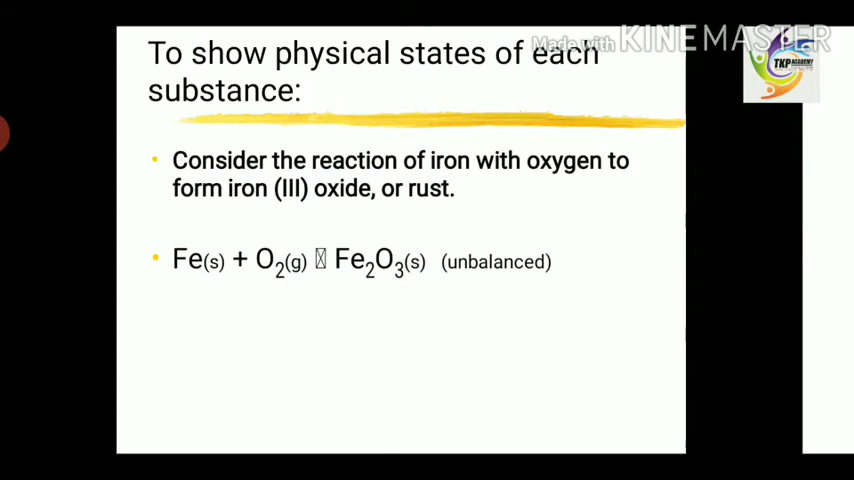 Made with KINEMASTER
TKP ACADEMY
To show physical states of each
substance:
• Consider the reaction of iron with oxygen to
form iron (III) oxide, or rust.
• Fe(s) + O₂(g) Fe₂O₃(s) (unbalanced)